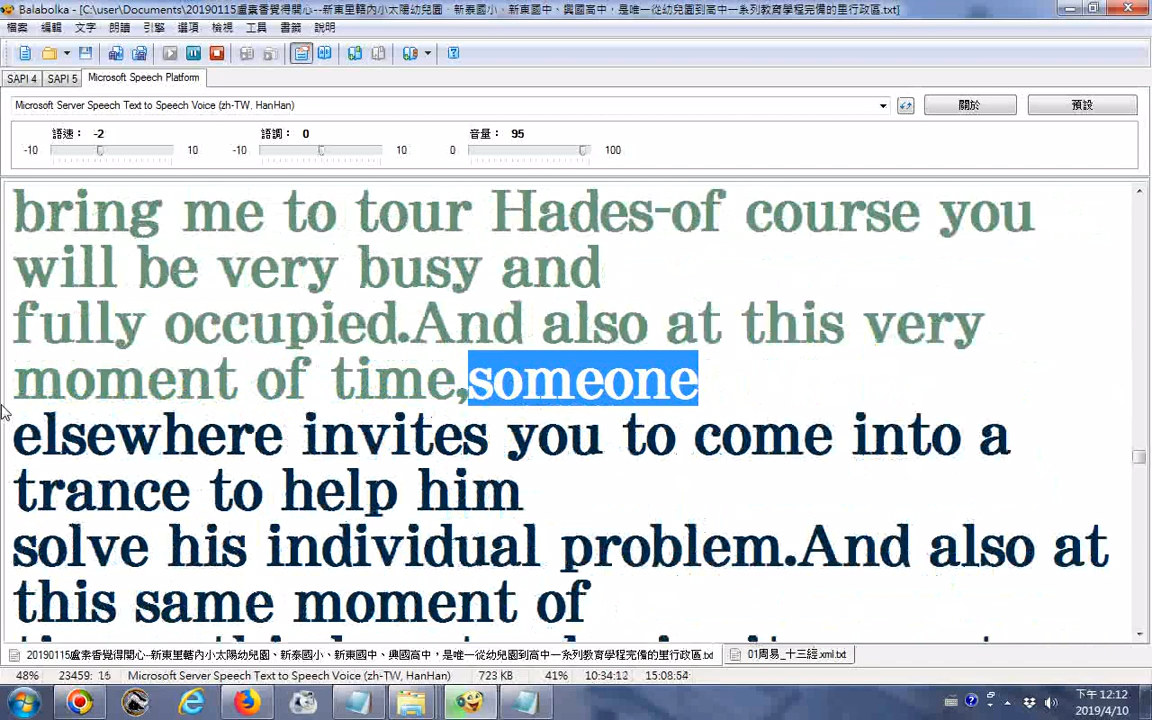 Balabolka - [C:\user\Documents\20190115盧素香覺得開心--新東里轄內小太陽幼兒園、新泰國小、新東國中、興國高中，是唯一從幼兒園到高中一系列教育學程完備的里行政區.txt]
檔案 編輯 文字 朗讀 引擎 選項 檢視 工具 書籤 說明
SAPI 4 SAPI 5 Microsoft Speech Platform
Microsoft Server Speech Text to Speech Voice (zh-TW, HanHan) 關於 預設
語速： -2 語調： 0 音量： 95
-10 10 -10 10 0 100
bring me to tour Hades-of course you
will be very busy and
fully occupied.And also at this very
moment of time,someone
elsewhere invites you to come into a
trance to help him
solve his individual problem.And also at
this same moment of
20190115盧素香覺得開心--新東里轄內小太陽幼兒園、新泰國小、新東國中、興國高中，是唯一從幼兒園到高中一系列教育學程完備的里行政區.txt 01周易_十三經.xml.txt
48% 23459: 16 Microsoft Server Speech Text to Speech Voice (zh-TW, HanHan) 723 KB 41% 10:34:12 15:08:54
下午 12:12
2019/4/10